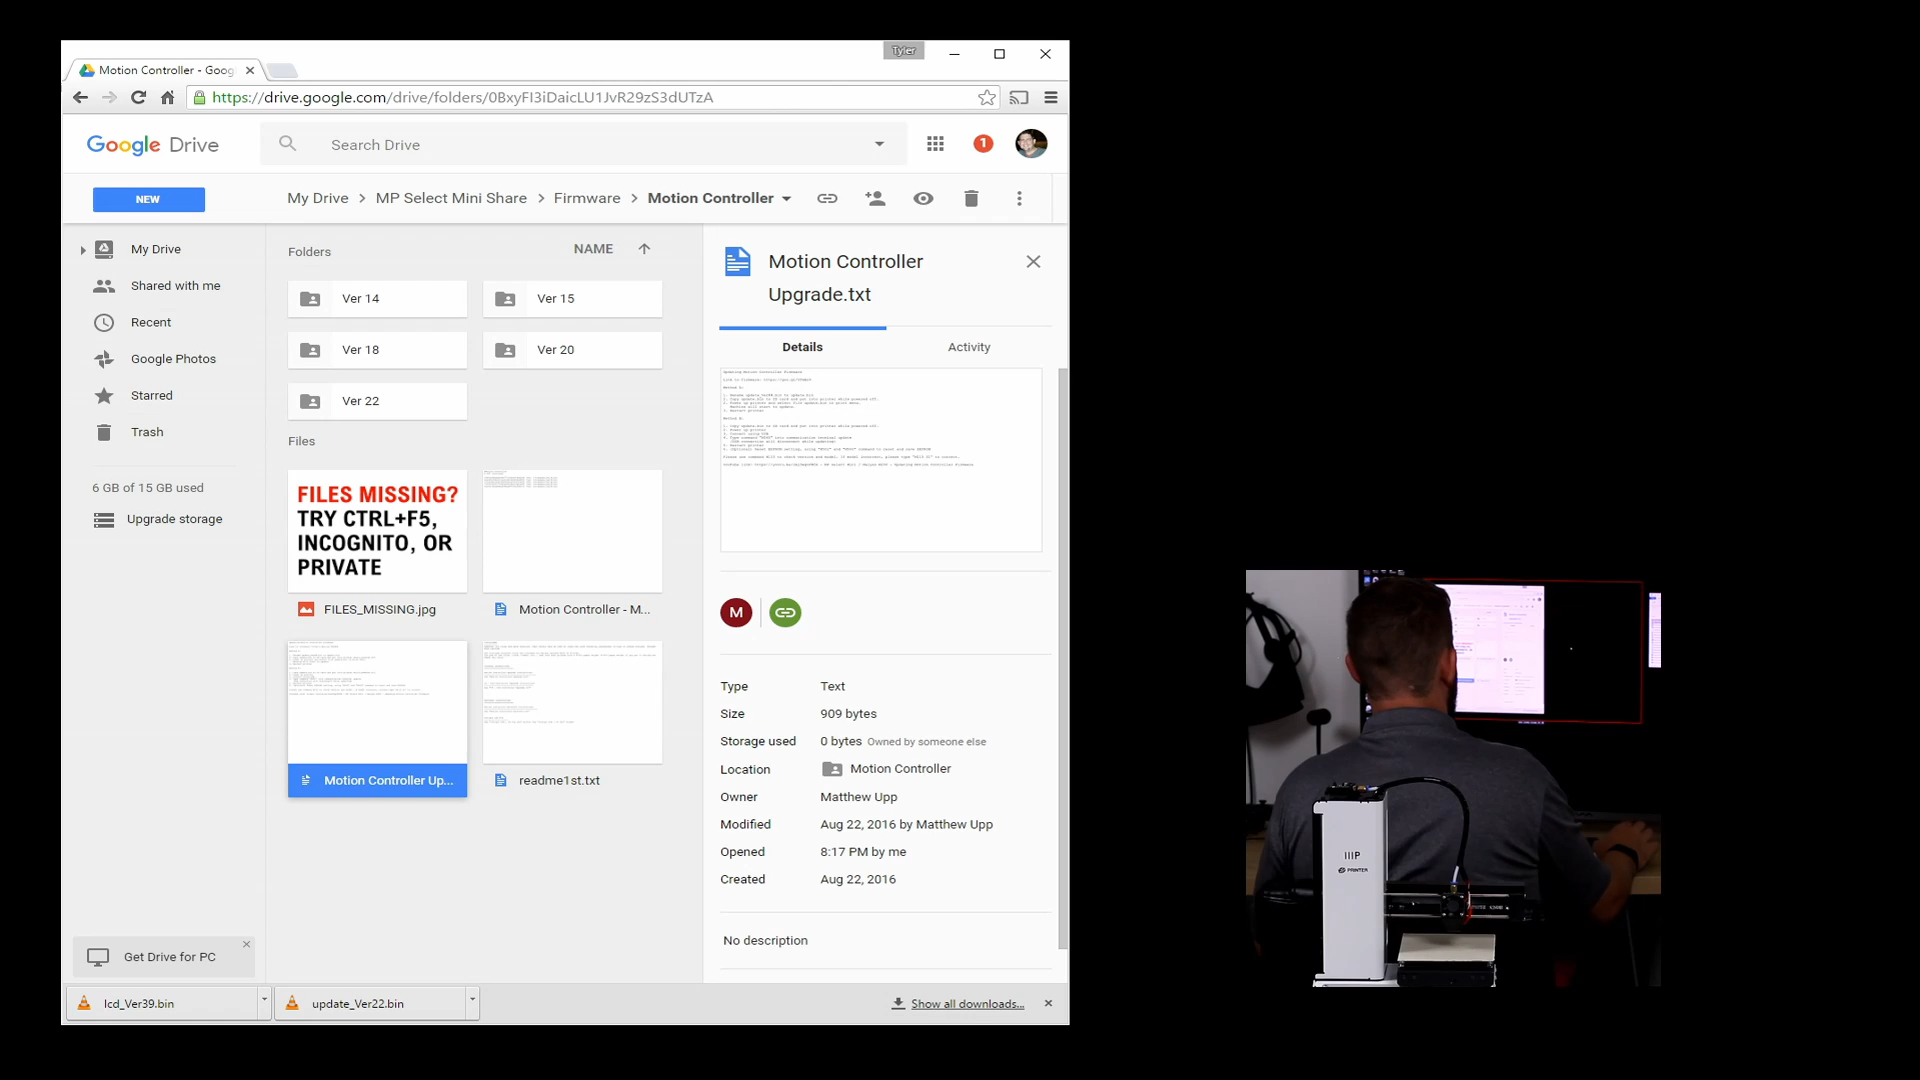 Tyler
Motion Controller - Goog
https://drive.google.com/drive/folders/0BxyFI3iDaicLU1JvR29zS3dUTzA
Google Drive
Search Drive
1
NEW
My Drive > MP Select Mini Share > Firmware > Motion Controller
My Drive
Shared with me
Recent
Google Photos
Starred
Trash
6 GB of 15 GB used
Upgrade storage
Get Drive for PC
Folders
NAME
Ver 14
Ver 15
Ver 18
Ver 20
Ver 22
Files
FILES MISSING?
TRY CTRL+F5,
INCOGNITO, OR
PRIVATE
FILES_MISSING.jpg
Motion Controller - M...
Motion Controller Up...
readme1st.txt
Motion Controller
Upgrade.txt
Details
Activity
M
Type Text
Size 909 bytes
Storage used 0 bytes Owned by someone else
Location Motion Controller
Owner Matthew Upp
Modified Aug 22, 2016 by Matthew Upp
Opened 8:17 PM by me
Created Aug 22, 2016
No description
lcd_Ver39.bin
update_Ver22.bin
Show all downloads...
IIIP
PRINTER